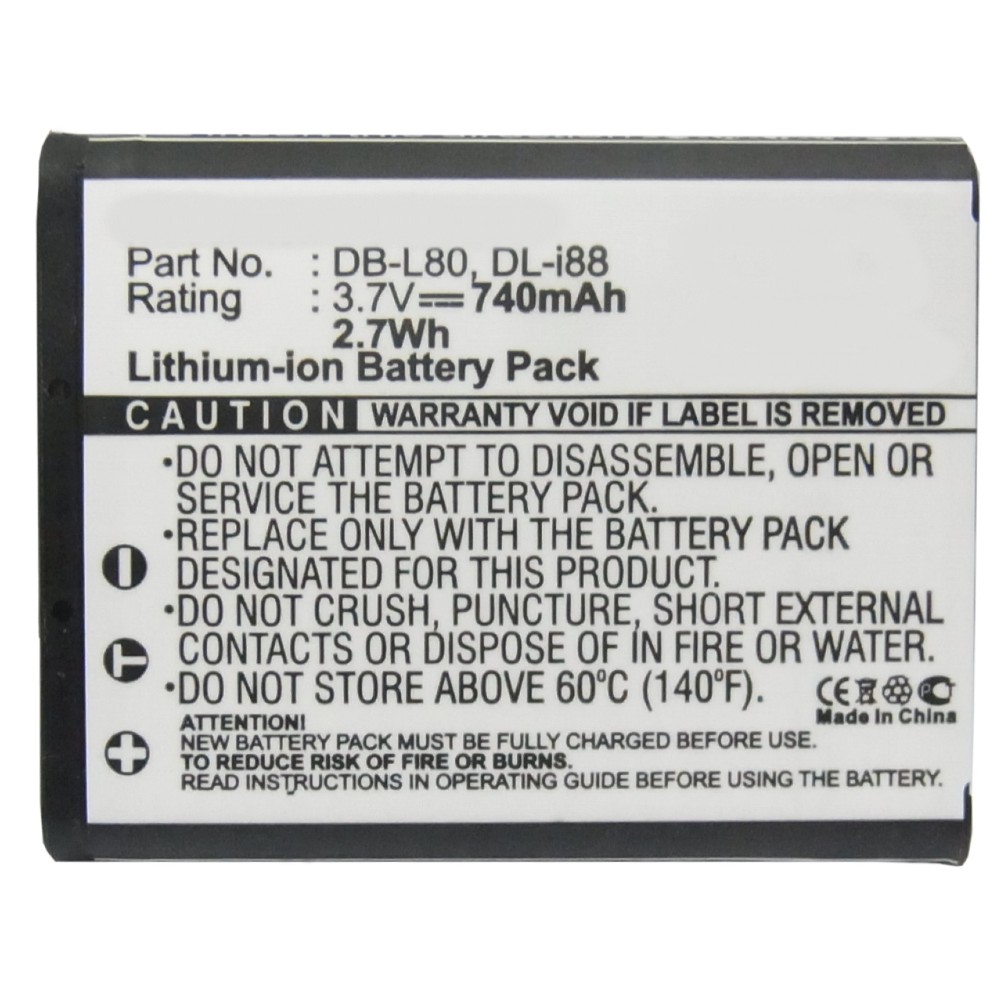 Part No. : DB-L80, DL-i88
Rating : 3.7V⎓740mAh
2.7Wh
Lithium-ion Battery Pack
CAUTION WARRANTY VOID IF LABEL IS REMOVED
·DO NOT ATTEMPT TO DISASSEMBLE, OPEN OR
SERVICE THE BATTERY PACK.
·REPLACE ONLY WITH THE BATTERY PACK
DESIGNATED FOR THIS PRODUCT.
·DO NOT CRUSH, PUNCTURE, SHORT EXTERNAL
CONTACTS OR DISPOSE OF IN FIRE OR WATER.
·DO NOT STORE ABOVE 60°C (140°F).
CE
Made In China
ATTENTION!
NEW BATTERY PACK MUST BE FULLY CHARGED BEFORE USE.
TO REDUCE RISK OF FIRE OR BURNS.
READ INSTRUCTIONS IN OPERATING GUIDE BEFORE USING THE BATTERY.
- T +